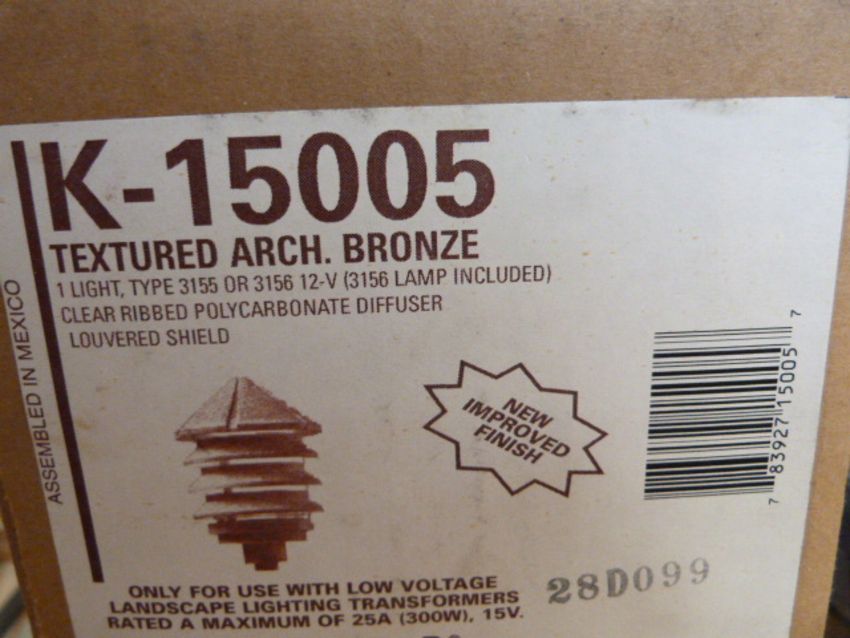 K-15005
TEXTURED ARCH. BRONZE
1 LIGHT, TYPE 3155 OR 3156 12-V (3156 LAMP INCLUDED)
CLEAR RIBBED POLYCARBONATE DIFFUSER
LOUVERED SHIELD
ASSEMBLED IN MEXICO
NEW
IMPROVED
FINISH
7 83927 15005 7
ONLY FOR USE WITH LOW VOLTAGE
LANDSCAPE LIGHTING TRANSFORMERS
RATED A MAXIMUM OF 25A (300W), 15V.
28D099